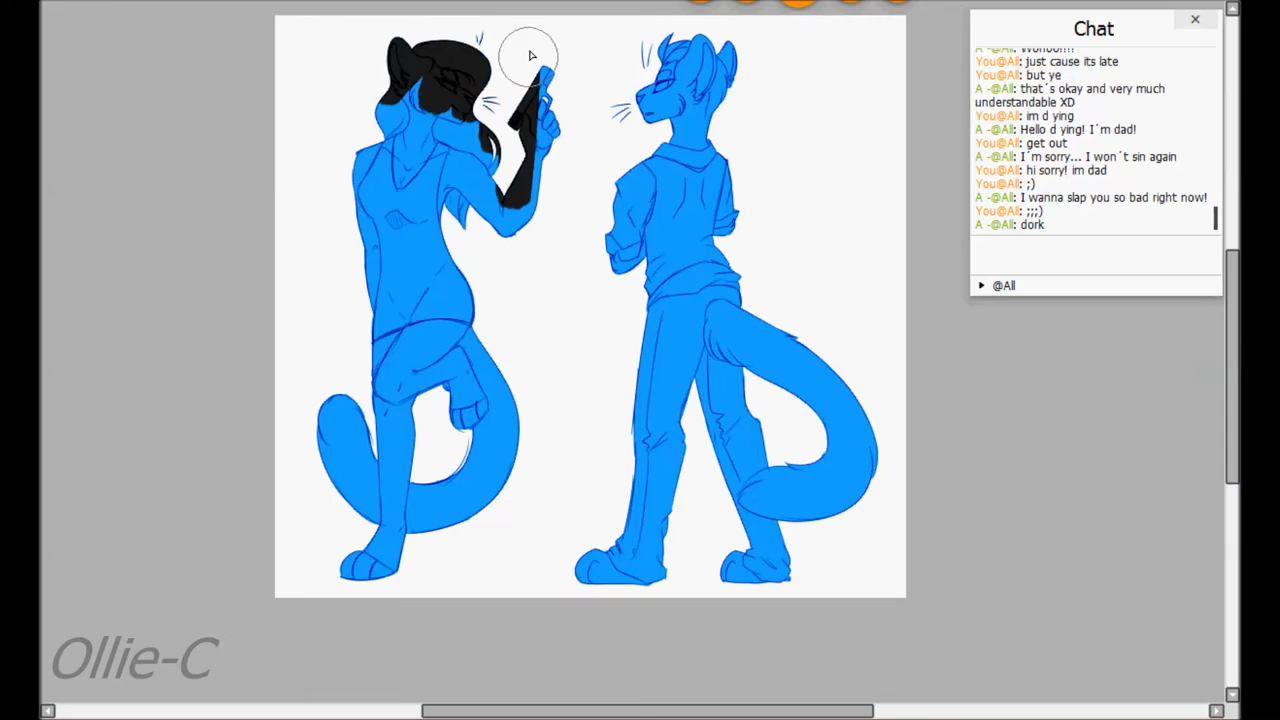 Chat
A -@All: Wohoo!!!!
You@All: just cause its late
You@All: but ye
A -@All: that´s okay and very much
understandable XD
You@All: im d ying
A -@All: Hello d ying! I´m dad!
You@All: get out
A -@All: I´m sorry... I won´t sin again
You@All: hi sorry! im dad
You@All: ;)
A -@All: I wanna slap you so bad right now!
You@All: ;;;)
A -@All: dork
@All
Ollie-C